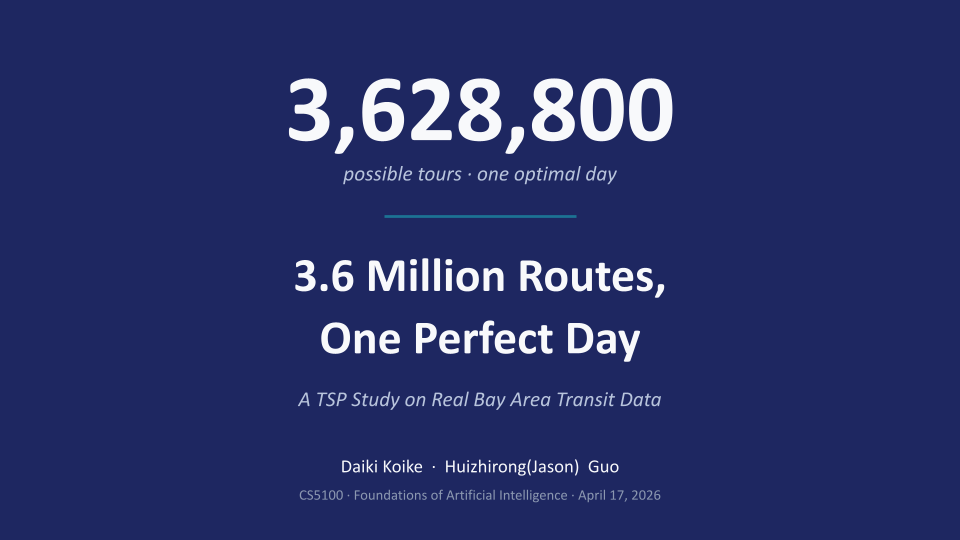 3,628,800
possible tours · one optimal day
3.6 Million Routes,
One Perfect Day
A TSP Study on Real Bay Area Transit Data
Daiki Koike · Huizhirong(Jason) Guo
CS5100 · Foundations of Artificial Intelligence · April 17, 2026